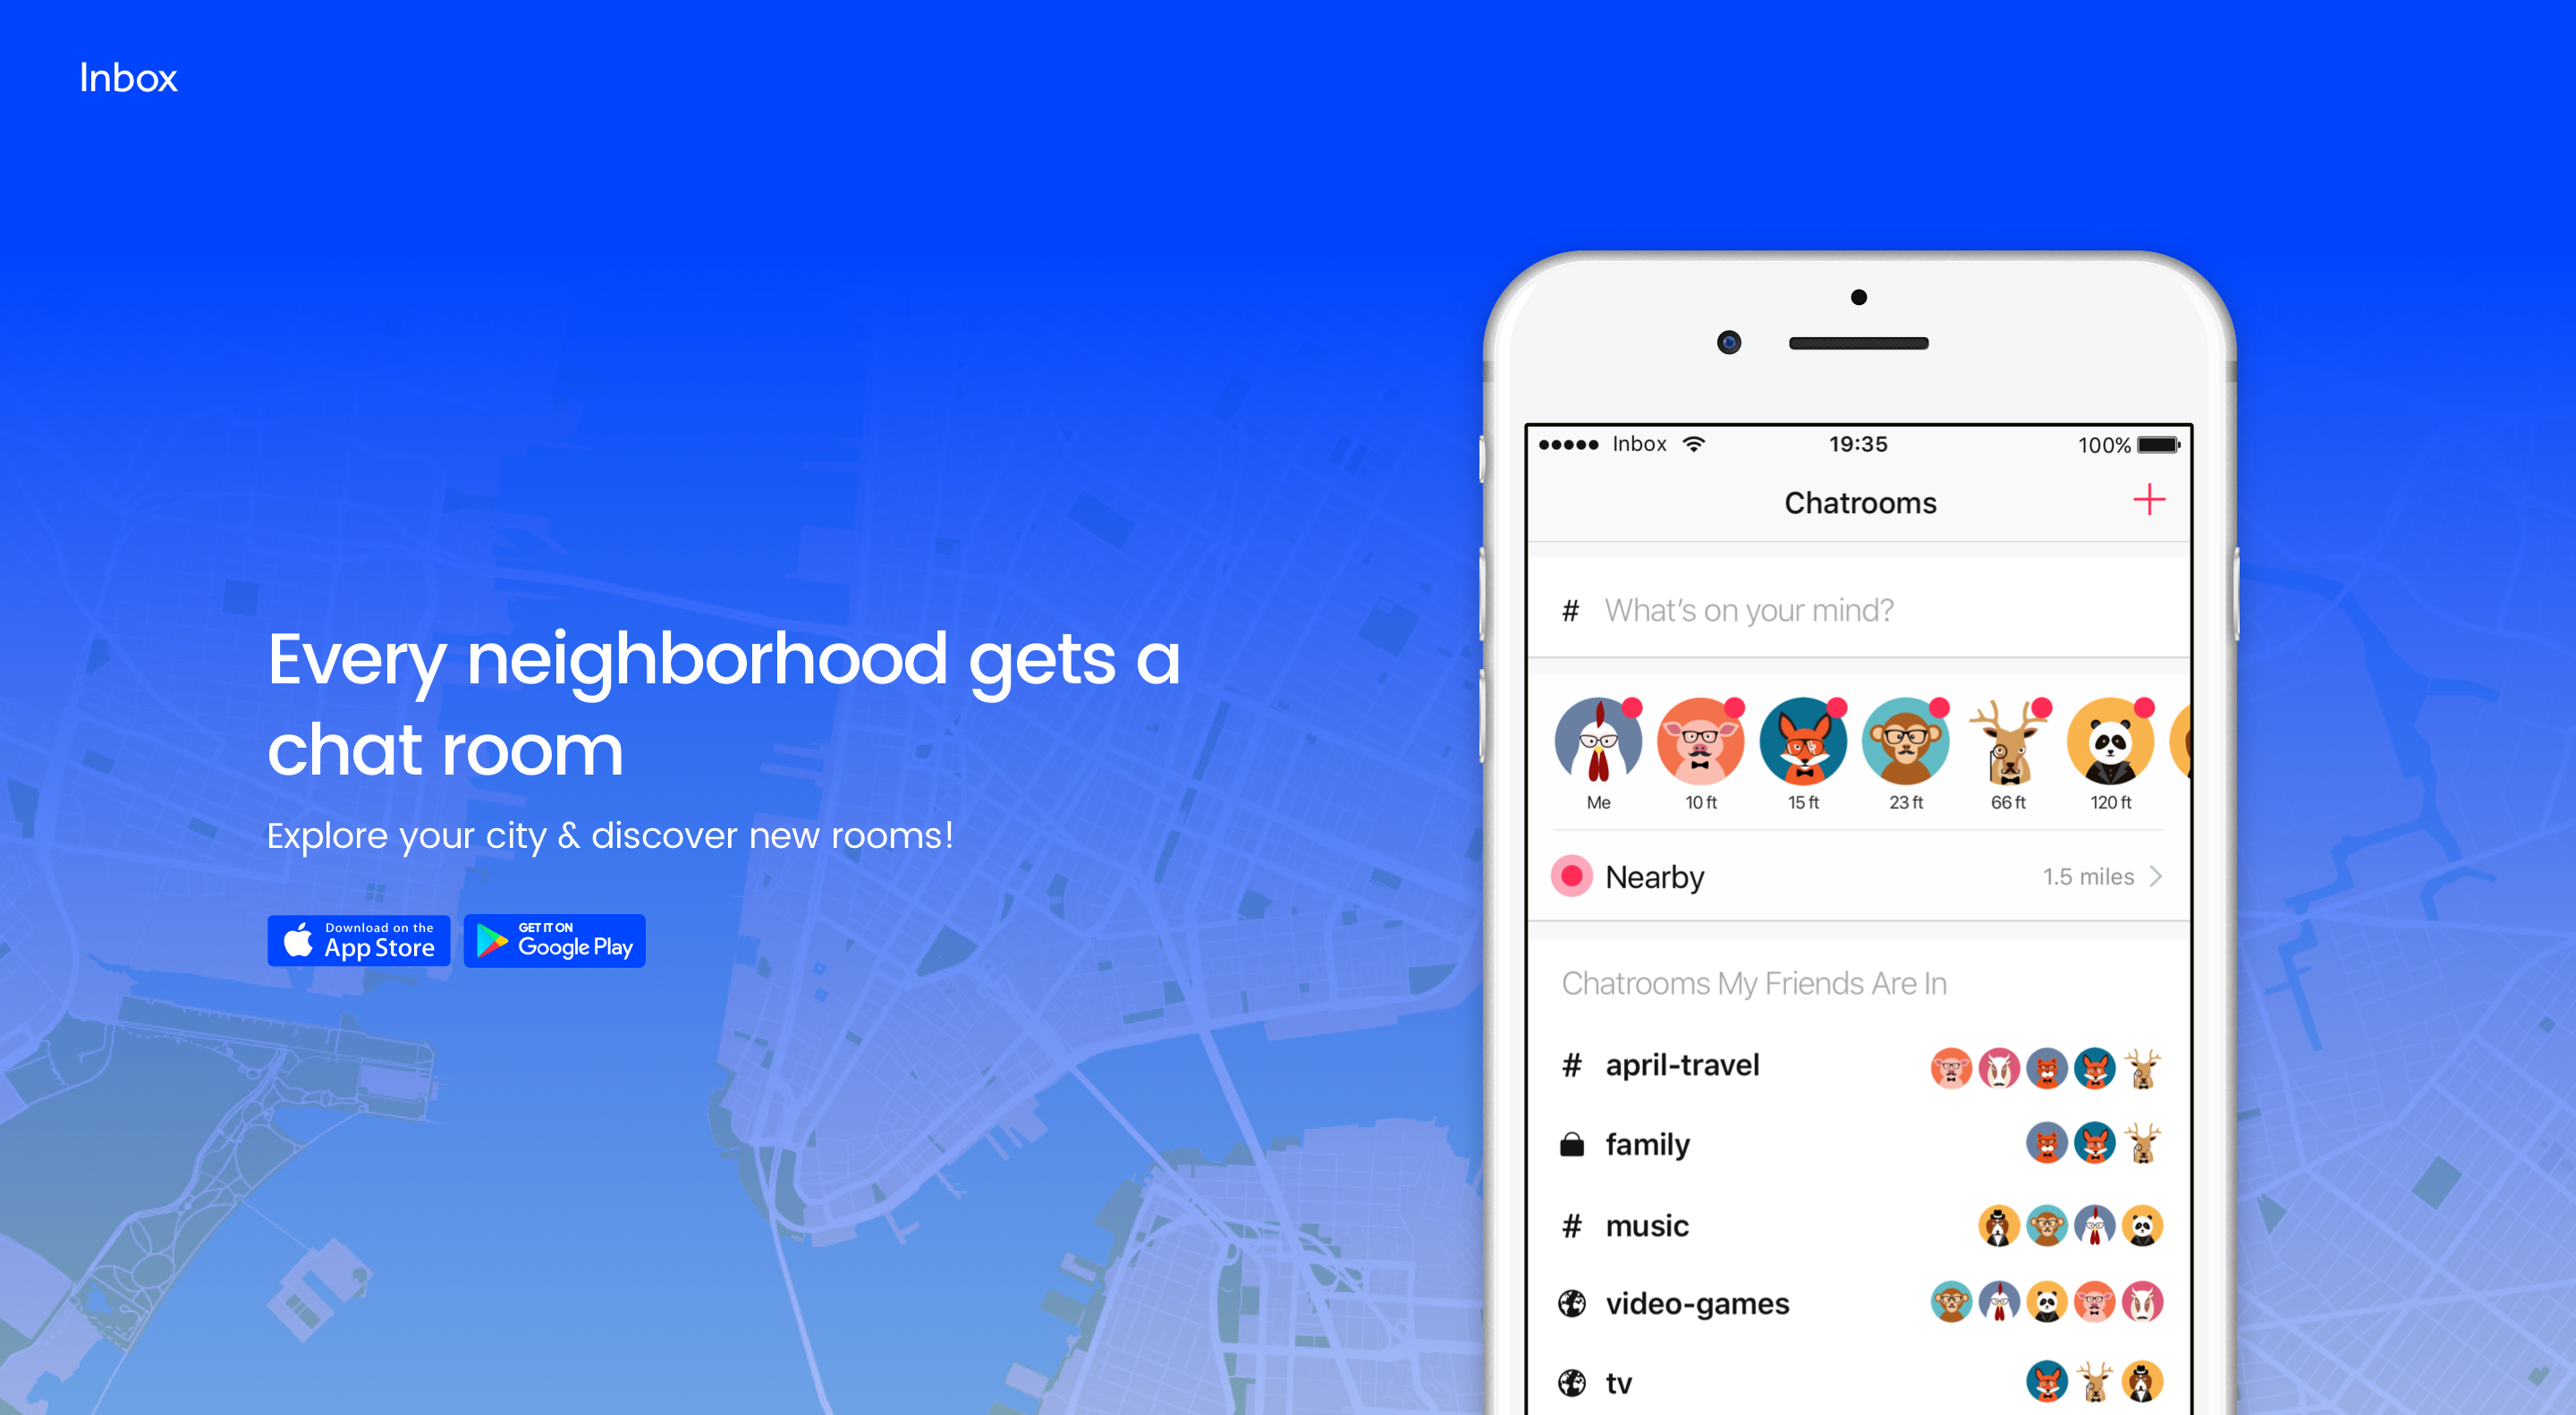 Inbox
Every neighborhood gets a
chat room
Explore your city & discover new rooms!
Download on the
App Store
GET IT ON
Google Play
Inbox 19:35 100%
Chatrooms
# What's on your mind?
Me 10 ft 15 ft 23 ft 66 ft 120 ft
Nearby 1.5 miles
Chatrooms My Friends Are In
# april-travel
family
# music
video-games
tv